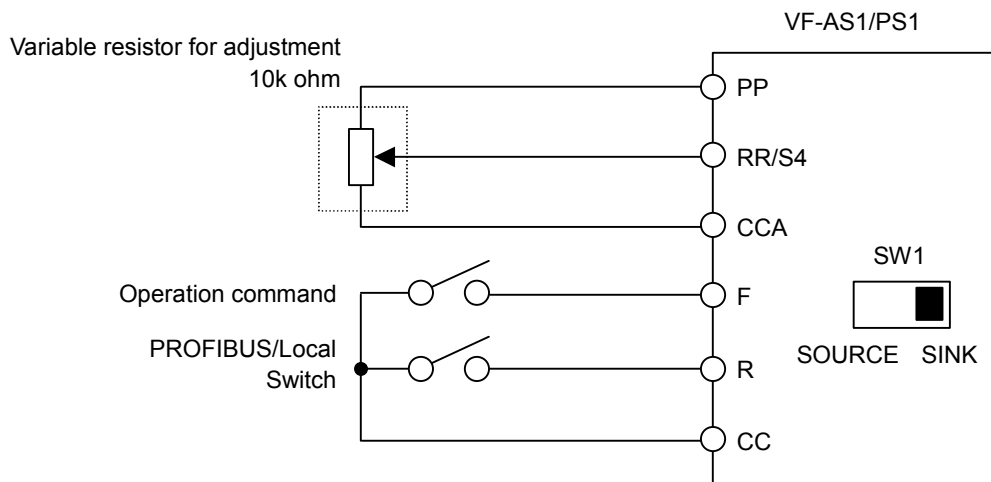 VF-AS1/PS1
Variable resistor for adjustment
10k ohm
PP
RR/S4
CCA
SW1
Operation command
F
PROFIBUS/Local
Switch
SOURCE SINK
R
CC